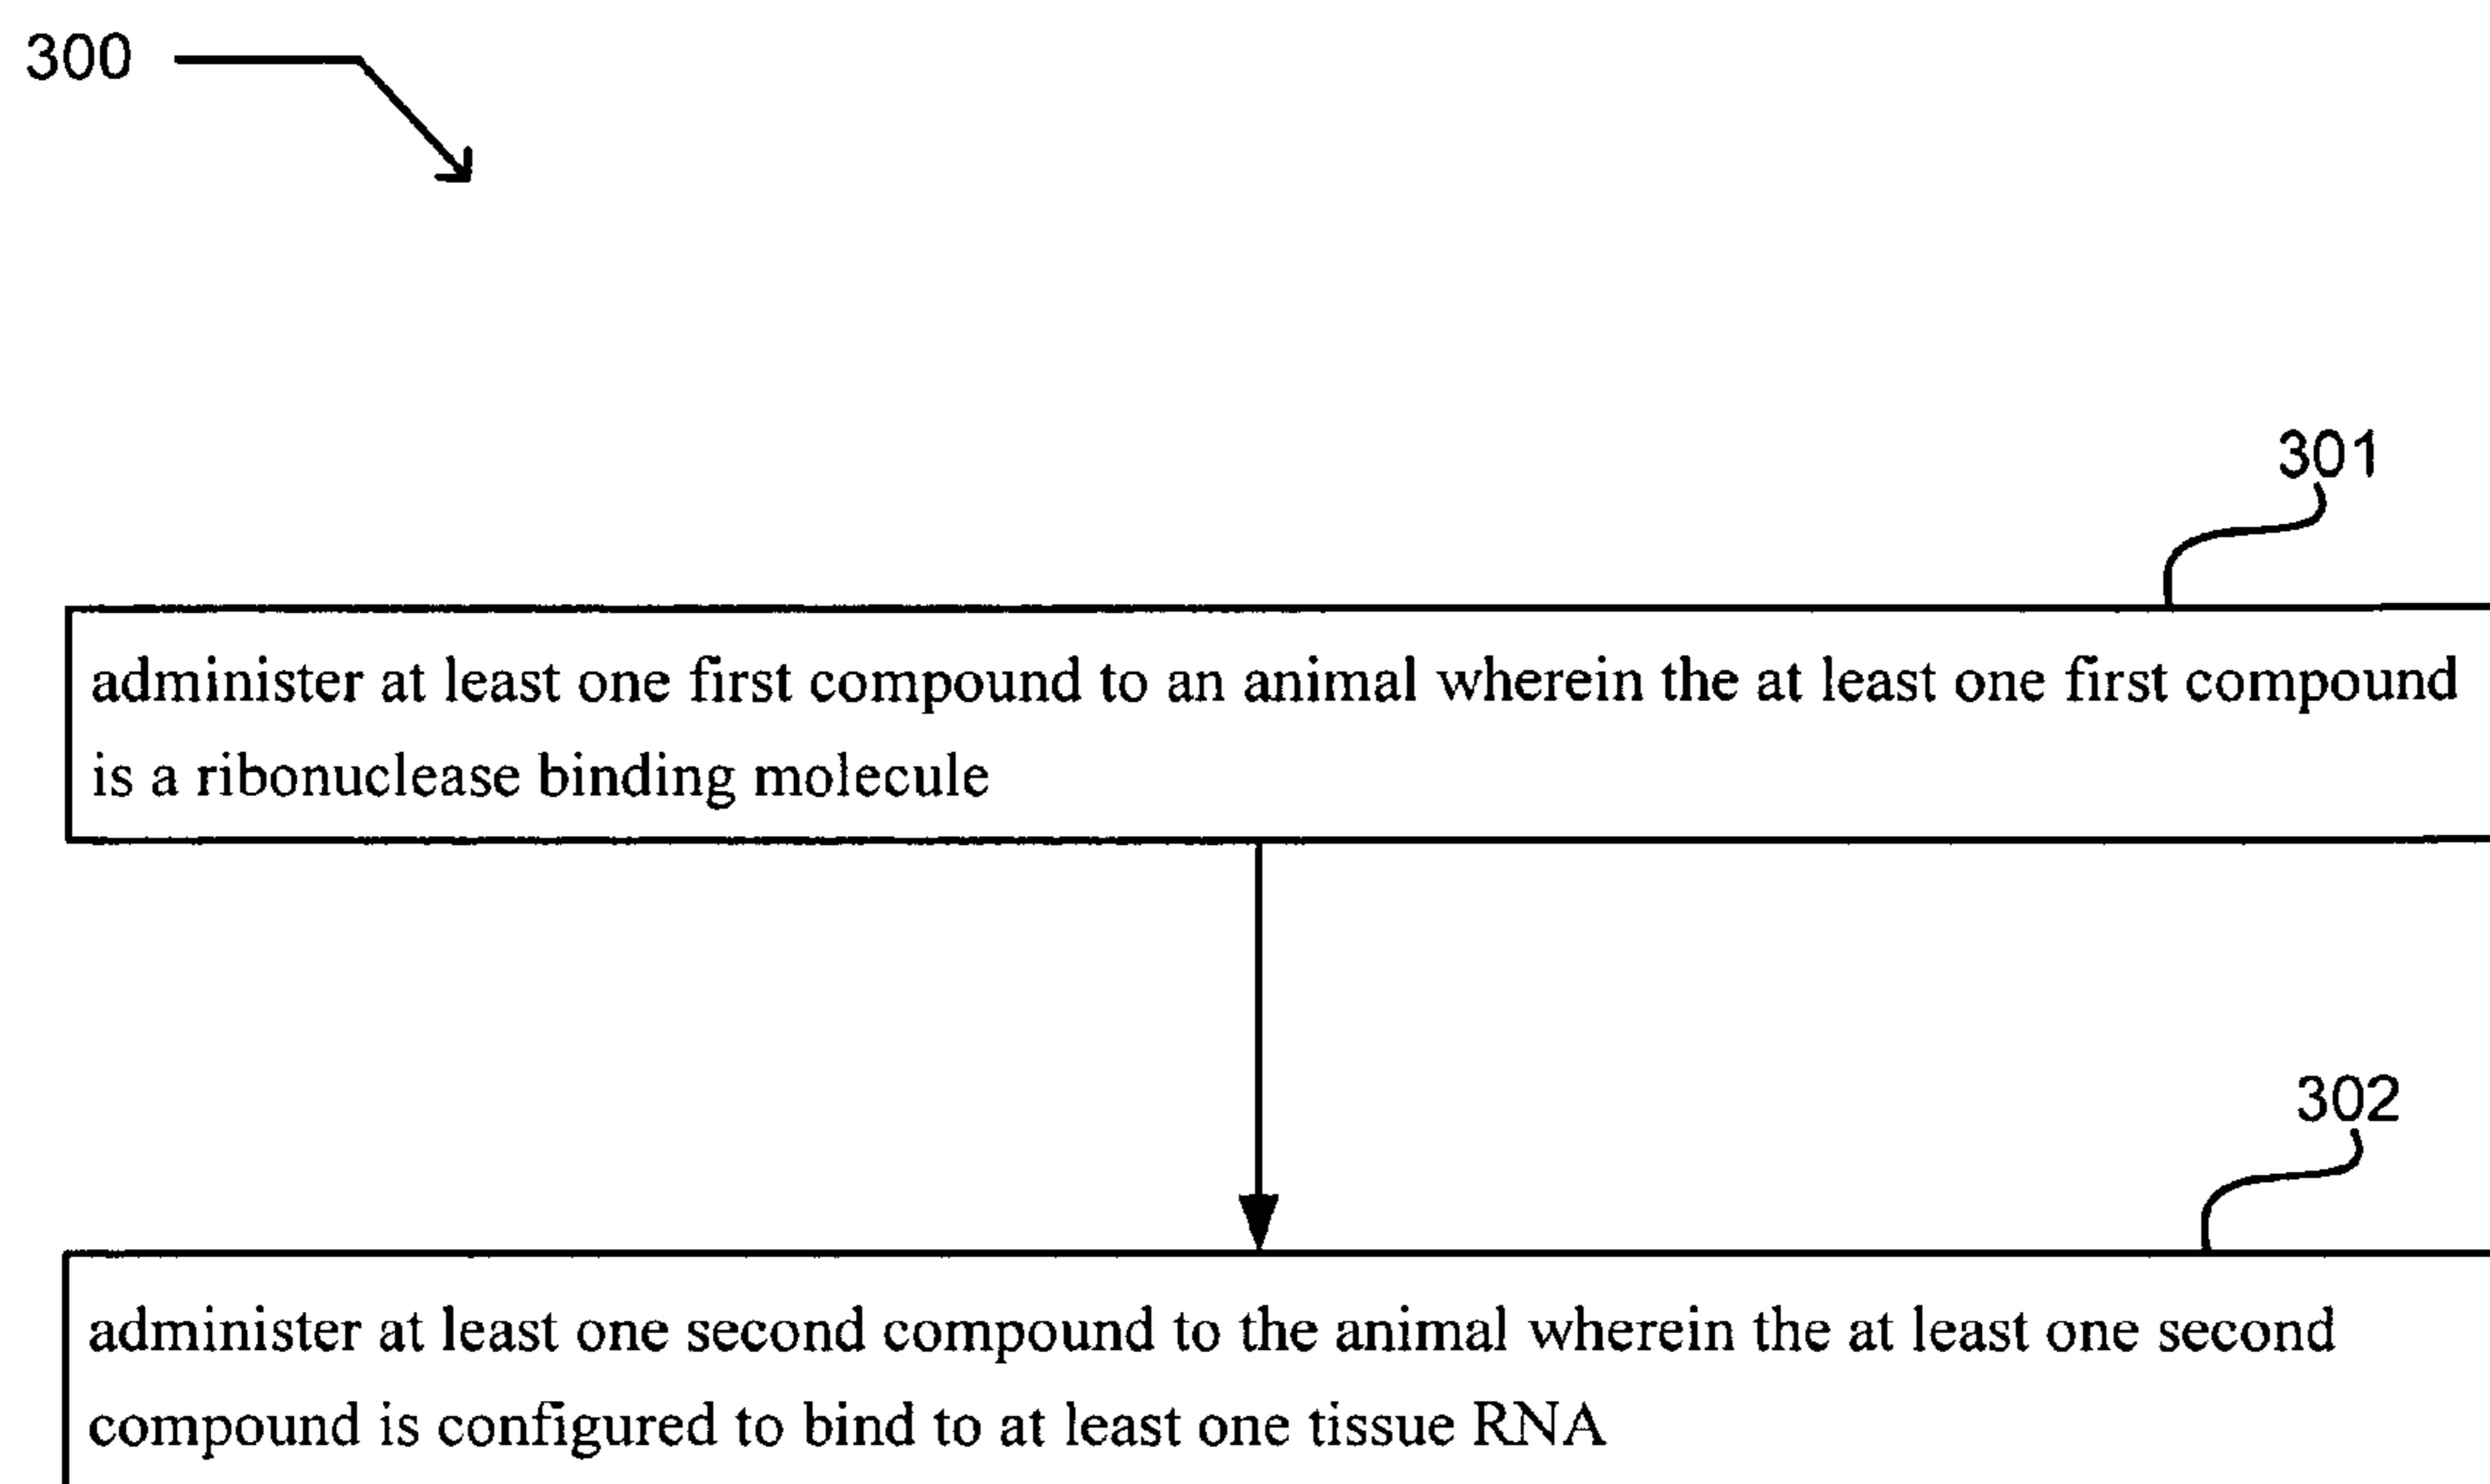 300
301
administer at least one first compound to an animal wherein the at least one first compound
is a ribonuclease binding molecule
302
administer at least one second compound to the animal wherein the at least one second
compound is configured to bind to at least one tissue RNA